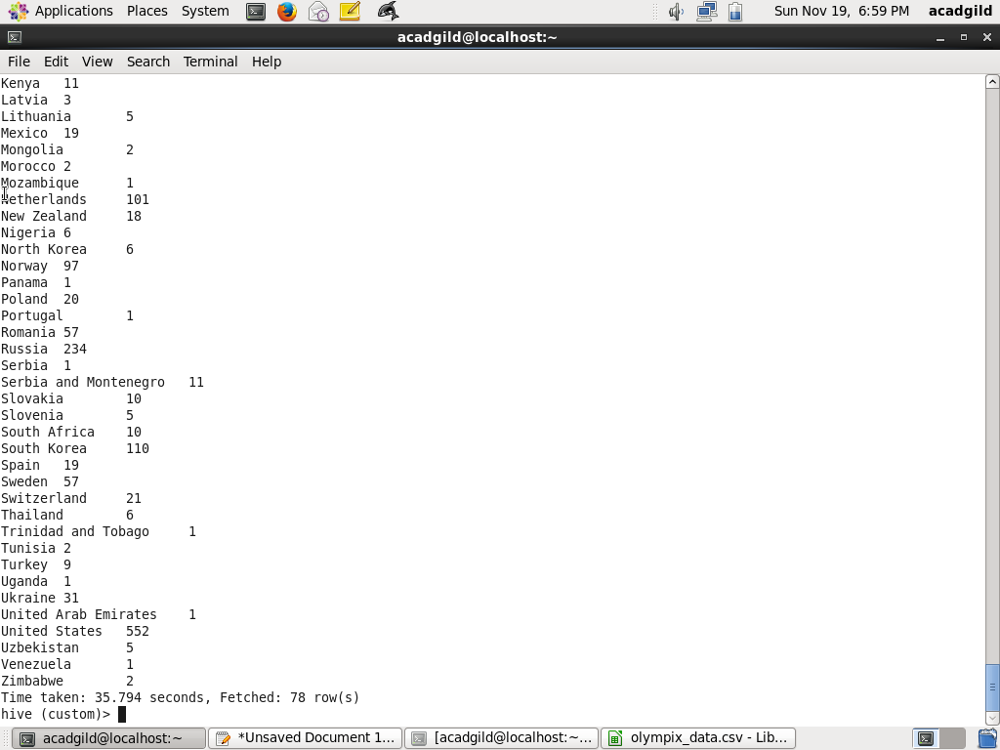 Applications Places System Sun Nov 19, 6:59 PM acadgild
acadgild@localhost:~
File Edit View Search Terminal Help
Kenya 11
Latvia 3
Lithuania 5
Mexico 19
Mongolia 2
Morocco 2
Mozambique 1
Netherlands 101
New Zealand 18
Nigeria 6
North Korea 6
Norway 97
Panama 1
Poland 20
Portugal 1
Romania 57
Russia 234
Serbia 1
Serbia and Montenegro 11
Slovakia 10
Slovenia 5
South Africa 10
South Korea 110
Spain 19
Sweden 57
Switzerland 21
Thailand 6
Trinidad and Tobago 1
Tunisia 2
Turkey 9
Uganda 1
Ukraine 31
United Arab Emirates 1
United States 552
Uzbekistan 5
Venezuela 1
Zimbabwe 2
Time taken: 35.794 seconds, Fetched: 78 row(s)
hive (custom)>
acadgild@localhost:~ *Unsaved Document 1... [acadgild@localhost:~... olympix_data.csv - Lib...